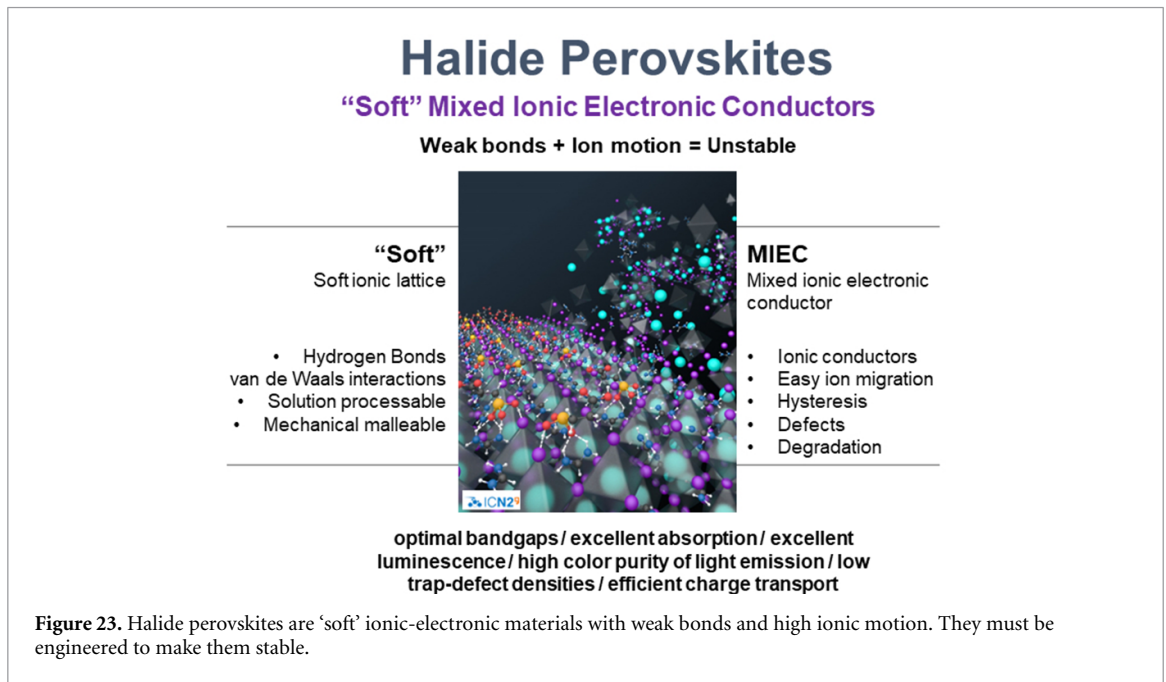 Halide Perovskites
“Soft” Mixed Ionic Electronic Conductors
Weak bonds + Ion motion = Unstable
“Soft”
Soft ionic lattice
• Hydrogen Bonds
van de Waals interactions
• Solution processable
• Mechanical malleable
ICN2
MIEC
Mixed ionic electronic
conductor
• Ionic conductors
• Easy ion migration
• Hysteresis
• Defects
• Degradation
optimal bandgaps / excellent absorption / excellent
luminescence / high color purity of light emission / low
trap-defect densities / efficient charge transport
Figure 23. Halide perovskites are ‘soft’ ionic-electronic materials with weak bonds and high ionic motion. They must be
engineered to make them stable.